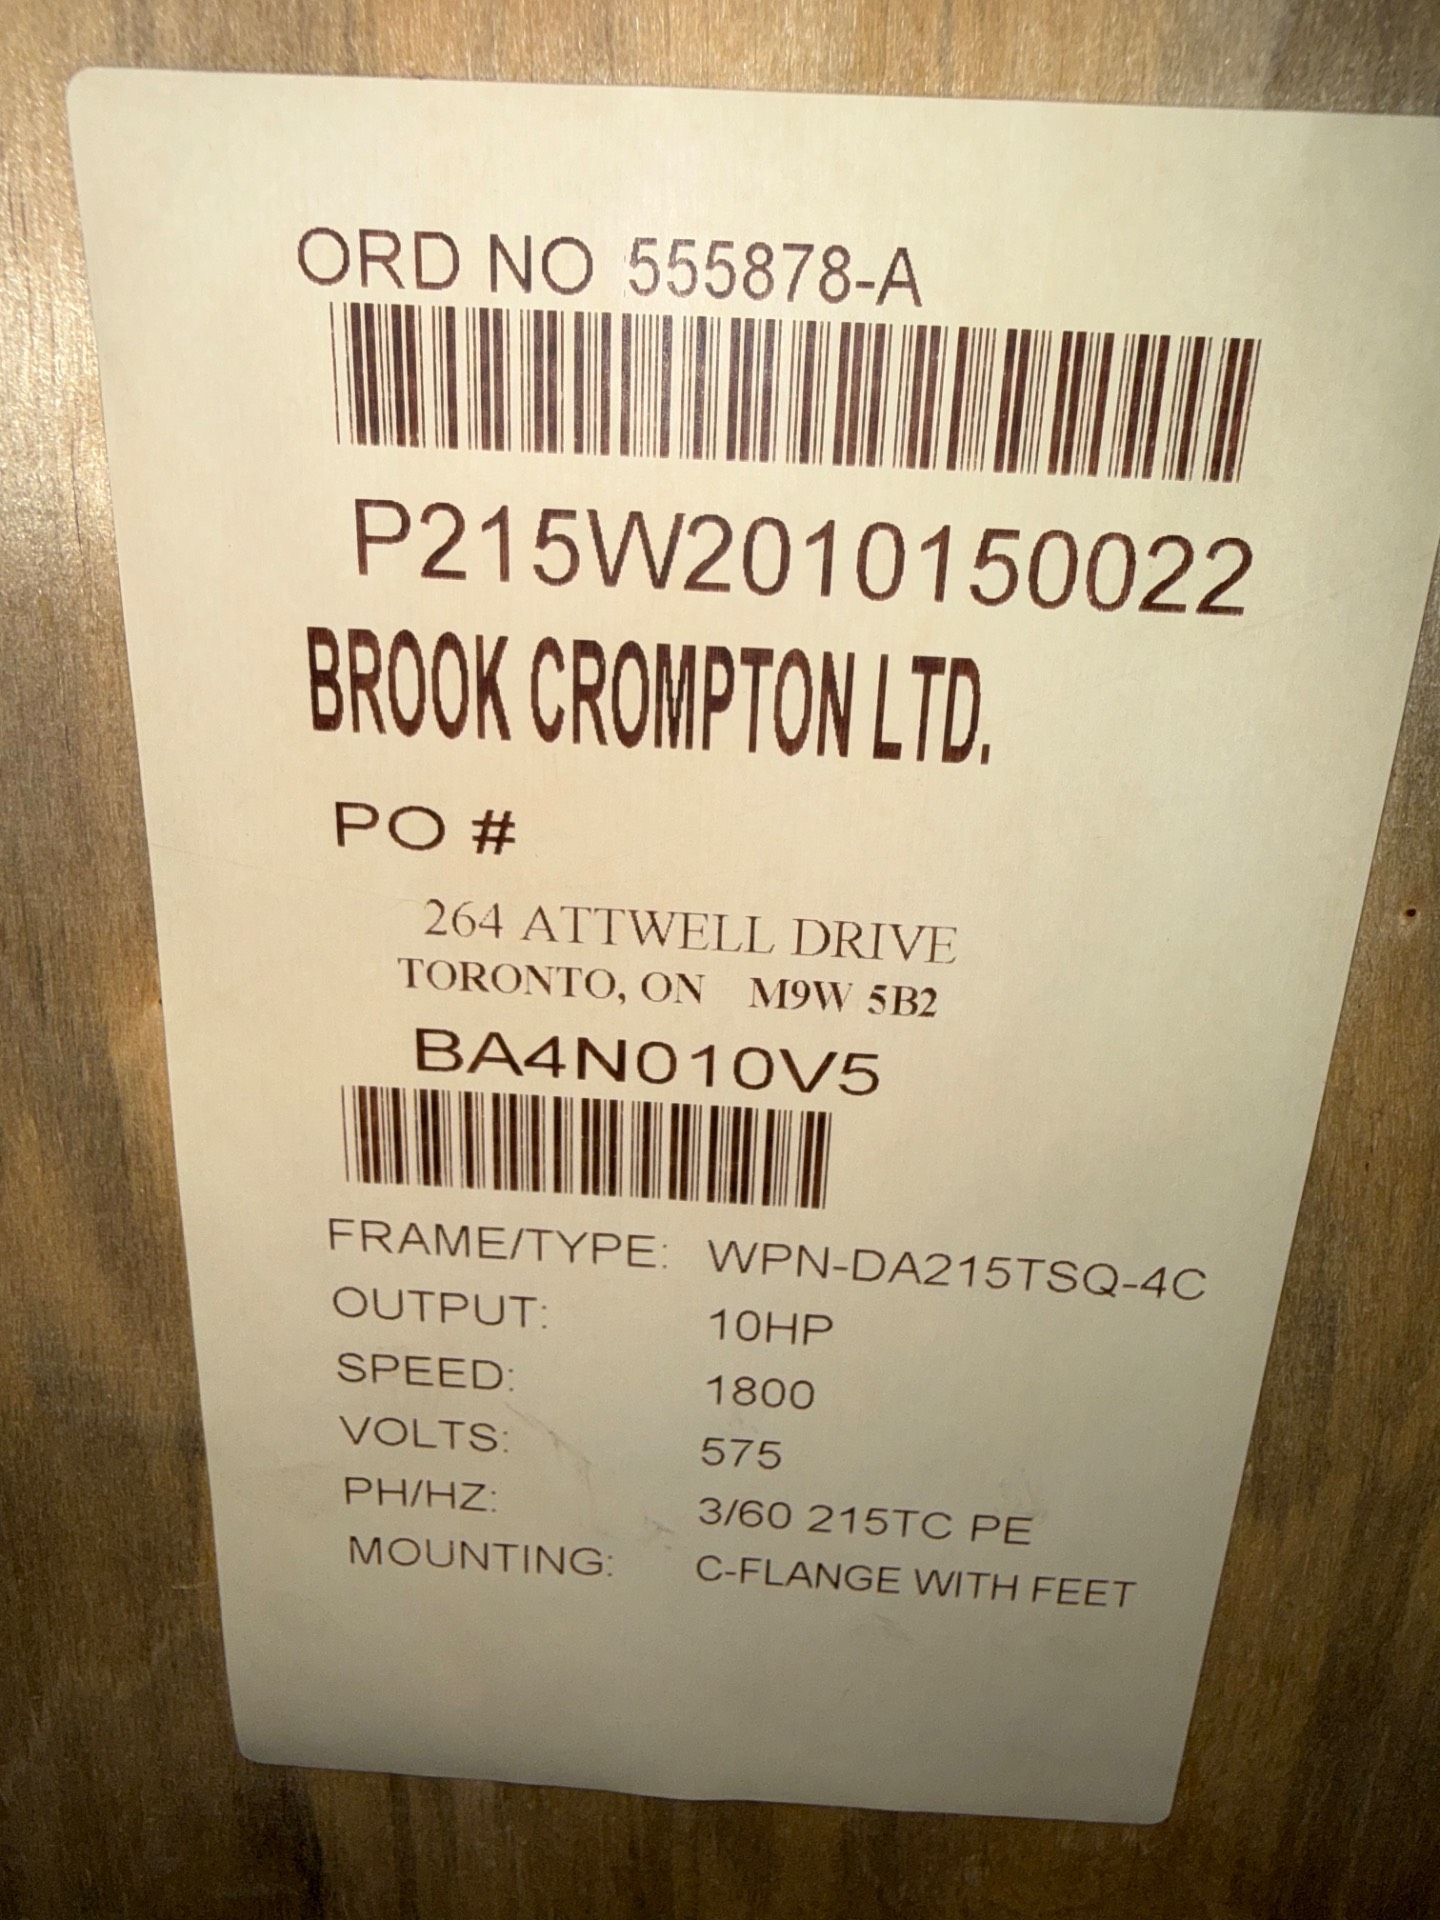 ORD NO 555878-A
P215W2010150022
BROOK CROMPTON LTD.
PO #
264 ATTWELL DRIVE
TORONTO, ON M9W 5B2
BA4N010V5
FRAME/TYPE: WPN-DA215TSQ-4C
OUTPUT: 10HP
SPEED: 1800
VOLTS: 575
PH/HZ: 3/60 215TC PE
MOUNTING: C-FLANGE WITH FEET